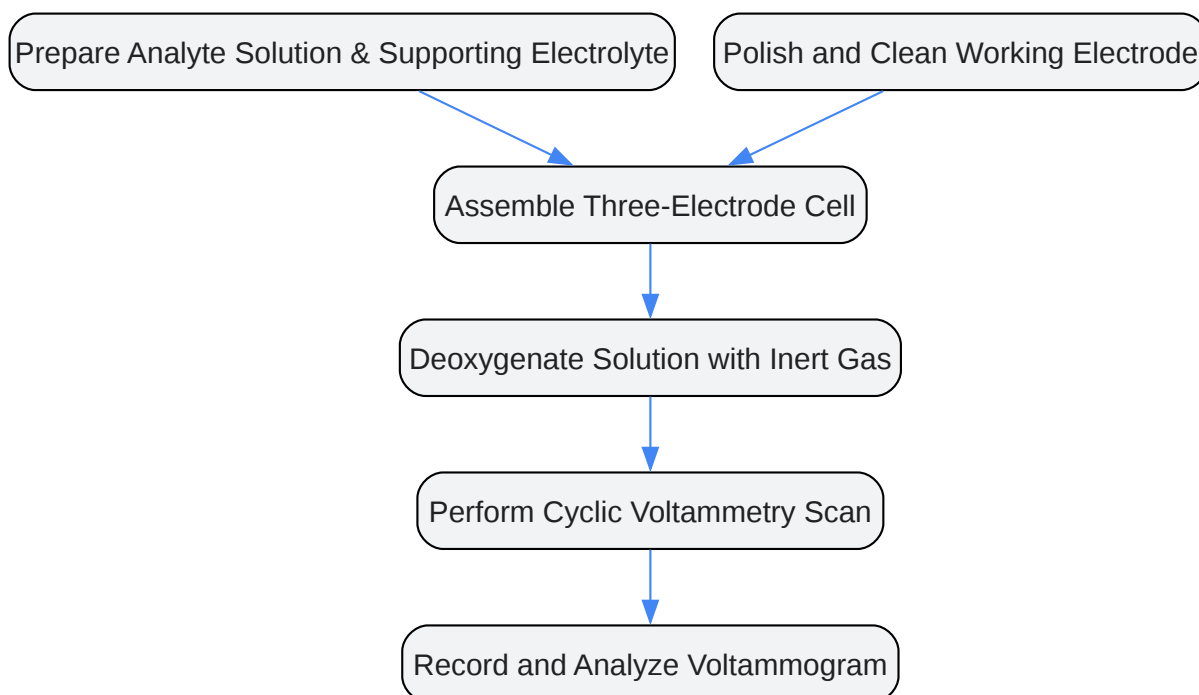 Prepare Analyte Solution & Supporting Electrolyte
Polish and Clean Working Electrode
Assemble Three-Electrode Cell
Deoxygenate Solution with Inert Gas
Perform Cyclic Voltammetry Scan
Record and Analyze Voltammogram